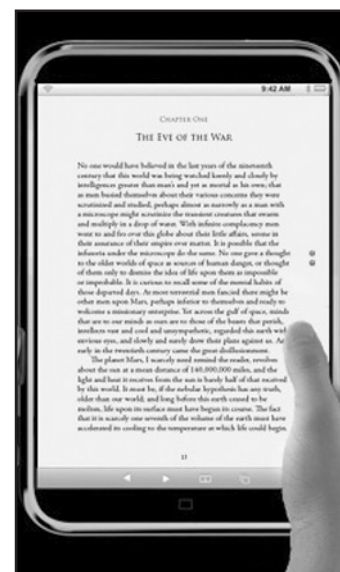 9:42 AM
CHAPTER ONE
THE EVE OF THE WAR
No one would have believed in the last years of the nineteenth
century that this world was being watched keenly and closely by
intelligences greater than man's and yet as mortal as his own; that
as men busied themselves about their various concerns they were
scrutinised and studied, perhaps almost as narrowly as a man with
a microscope might scrutinise the transient creatures that swarm
and multiply in a drop of water. With infinite complacency men
went to and fro over this globe about their little affairs, serene in
their assurance of their empire over matter. It is possible that the
infusoria under the microscope do the same. No one gave a thought
to the older worlds of space as sources of human danger, or thought
of them only to dismiss the idea of life upon them as impossible
or improbable. It is curious to recall some of the mental habits of
those departed days. At most terrestrial men fancied there might be
other men upon Mars, perhaps inferior to themselves and ready to
welcome a missionary enterprise. Yet across the gulf of space, minds
that are to our minds as ours are to those of the beasts that perish,
intellects vast and cool and unsympathetic, regarded this earth with
envious eyes, and slowly and surely drew their plans against us. An
early in the twentieth century came the great disillusionment.
The planet Mars, I scarcely need remind the reader, revolves
about the sun at a mean distance of 140,000,000 miles, and the
light and heat it receives from the sun is barely half of that received
by this world. It must be, if the nebular hypothesis has any truth,
older than our world; and long before this earth ceased to be
molten, life upon its surface must have begun its course. The fact
that it is scarcely one seventh of the volume of the earth must have
accelerated its cooling to the temperature at which life could begin.